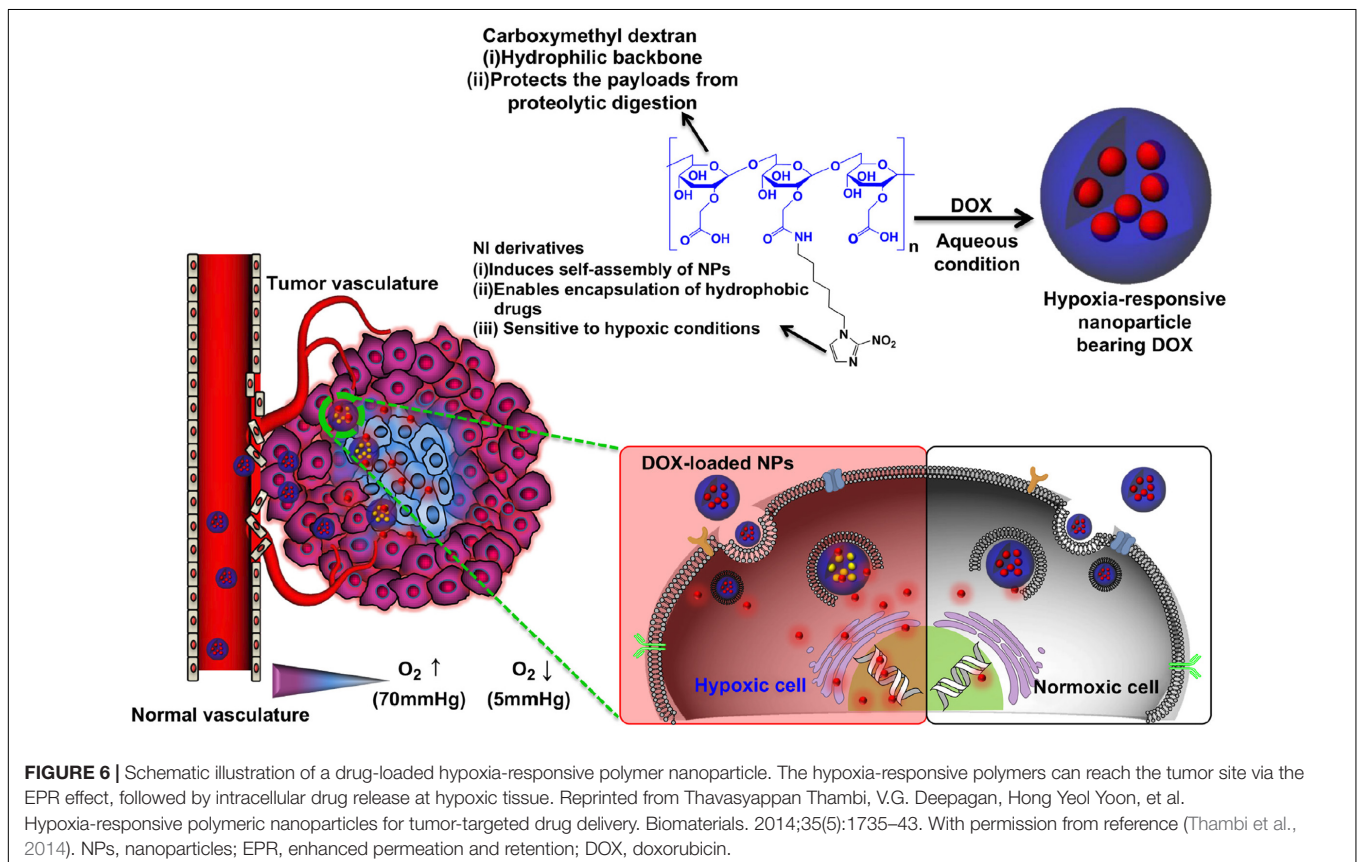 Carboxymethyl dextran
(i)Hydrophilic backbone
(ii)Protects the payloads from
proteolytic digestion
O
O
O
O
O
O
OH
OH
OH
HO
HO
HO
O
O
O
O
OH
O
NH
O
OH
n
N
N
NO2
DOX
Aqueous
condition
Hypoxia-responsive
nanoparticle
bearing DOX
NI derivatives
(i)Induces self-assembly of NPs
(ii)Enables encapsulation of hydrophobic
drugs
(iii) Sensitive to hypoxic conditions
Tumor vasculature
Normal vasculature
O2 ↑
(70mmHg)
O2 ↓
(5mmHg)
DOX-loaded NPs
Hypoxic cell
Normoxic cell
FIGURE 6 | Schematic illustration of a drug-loaded hypoxia-responsive polymer nanoparticle. The hypoxia-responsive polymers can reach the tumor site via the
EPR effect, followed by intracellular drug release at hypoxic tissue. Reprinted from Thavasyappan Thambi, V.G. Deepagan, Hong Yeol Yoon, et al.
Hypoxia-responsive polymeric nanoparticles for tumor-targeted drug delivery. Biomaterials. 2014;35(5):1735–43. With permission from reference (Thambi et al.,
2014). NPs, nanoparticles; EPR, enhanced permeation and retention; DOX, doxorubicin.